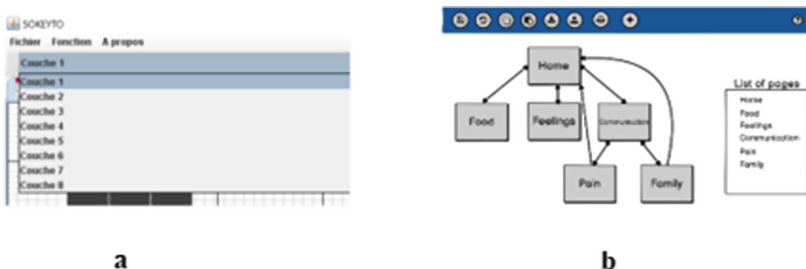 SOKEYTO
Fichier Fonction A propos
Couche 1
Couche 1
Couche 2
Couche 3
Couche 4
Couche 5
Couche 6
Couche 7
Couche 8
a
Home
Food
Feelings
Communication
Pain
Family
List of pages
Home
Food
Feelings
Communication
Pain
Family
b